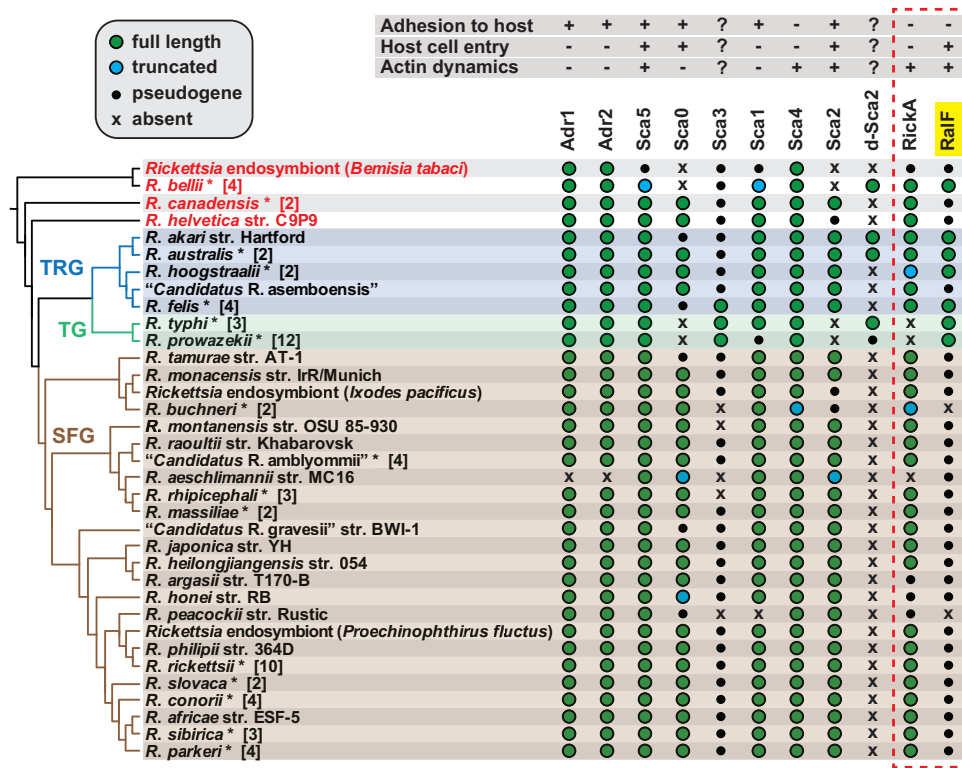 full length
truncated
pseudogene
x absent
Adhesion to host + + + + ? + - + ? - -
Host cell entry - - + + ? - - + ? - +
Actin dynamics - - + - ? - + + ? + +
Adr1 Adr2 Sca5 Sca0 Sca3 Sca1 Sca4 Sca2 d-Sca2 RickA RalF
Rickettsia endosymbiont (Bemisia tabaci) x x x
R. bellii * [4] x x
R. canadensis * [2] x
R. helvetica str. C9P9 x
TRG
R. akari str. Hartford
R. australis * [2]
R. hoogstraalii * [2] x
“Candidatus R. asemboensis” x
R. felis * [4] x
TG
R. typhi * [3] x x x
R. prowazekii * [12] x x x
SFG
R. tamurae str. AT-1 x
R. monacensis str. IrR/Munich x
Rickettsia endosymbiont (Ixodes pacificus) x
R. buchneri * [2] x x x
R. montanensis str. OSU 85-930 x x
R. raoultii str. Khabarovsk x
“Candidatus R. amblyommii” * [4] x
R. aeschlimannii str. MC16 x x x x x
R. rhipicephali * [3] x
R. massiliae * [2] x
“Candidatus R. gravesii” str. BWI-1 x
R. japonica str. YH x
R. heilongjiangensis str. 054 x
R. argasii str. T170-B x
R. honei str. RB x
R. peacockii str. Rustic x x x x
Rickettsia endosymbiont (Proechinophthirus fluctus) x
R. philipii str. 364D x
R. rickettsii * [10] x
R. slovaca * [2] x
R. conorii * [4] x
R. africae str. ESF-5 x
R. sibirica * [3] x
R. parkeri * [4] x